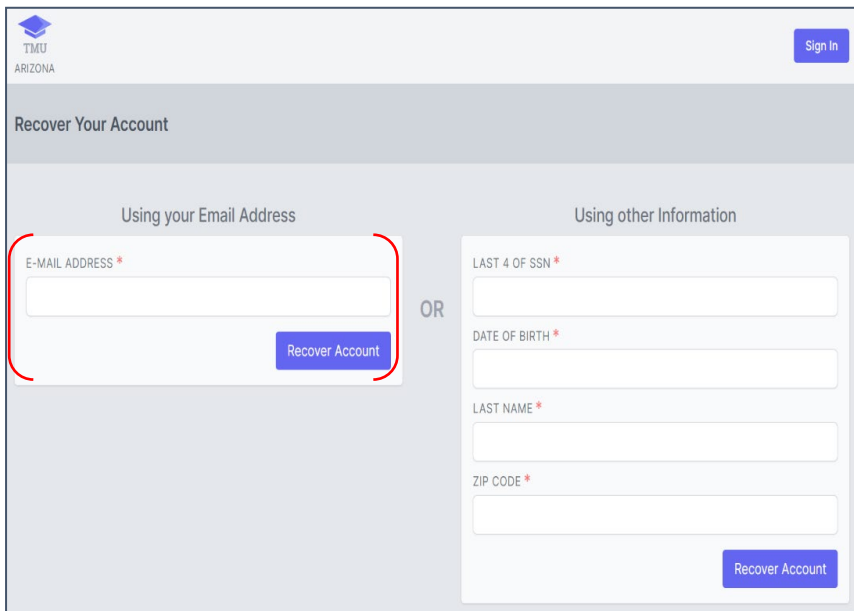 TMU
ARIZONA
Sign In
Recover Your Account
Using your Email Address
E-MAIL ADDRESS *
Recover Account
OR
Using other Information
LAST 4 OF SSN *
DATE OF BIRTH *
LAST NAME *
ZIP CODE *
Recover Account